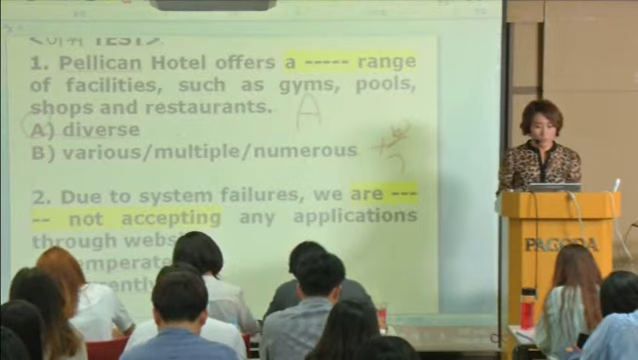 <어휘 TEST>
1. Pellican Hotel offers a ----- range
of facilities, such as gyms, pools,
shops and restaurants.
A
A) diverse
B) various/multiple/numerous
2. Due to system failures, we are ---
-- not accepting any applications
through
PAGODA